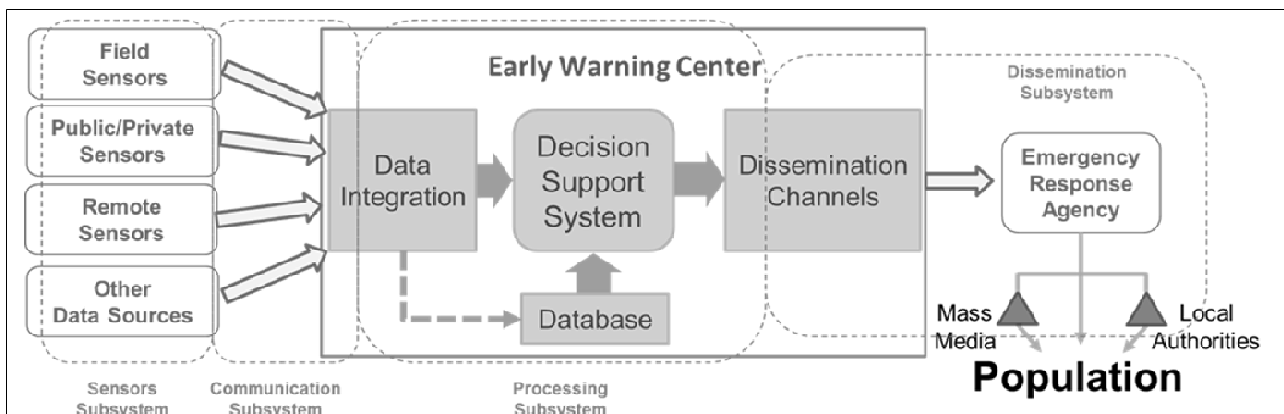 Early Warning Center
Field
Sensors
Public/Private
Sensors
Remote
Sensors
Other
Data Sources
Data
Integration
Decision
Support
System
Database
Dissemination
Channels
Dissemination
Subsystem
Emergency
Response
Agency
Mass
Media
Local
Authorities
Population
Sensors
Subsystem
Communication
Subsystem
Processing
Subsystem